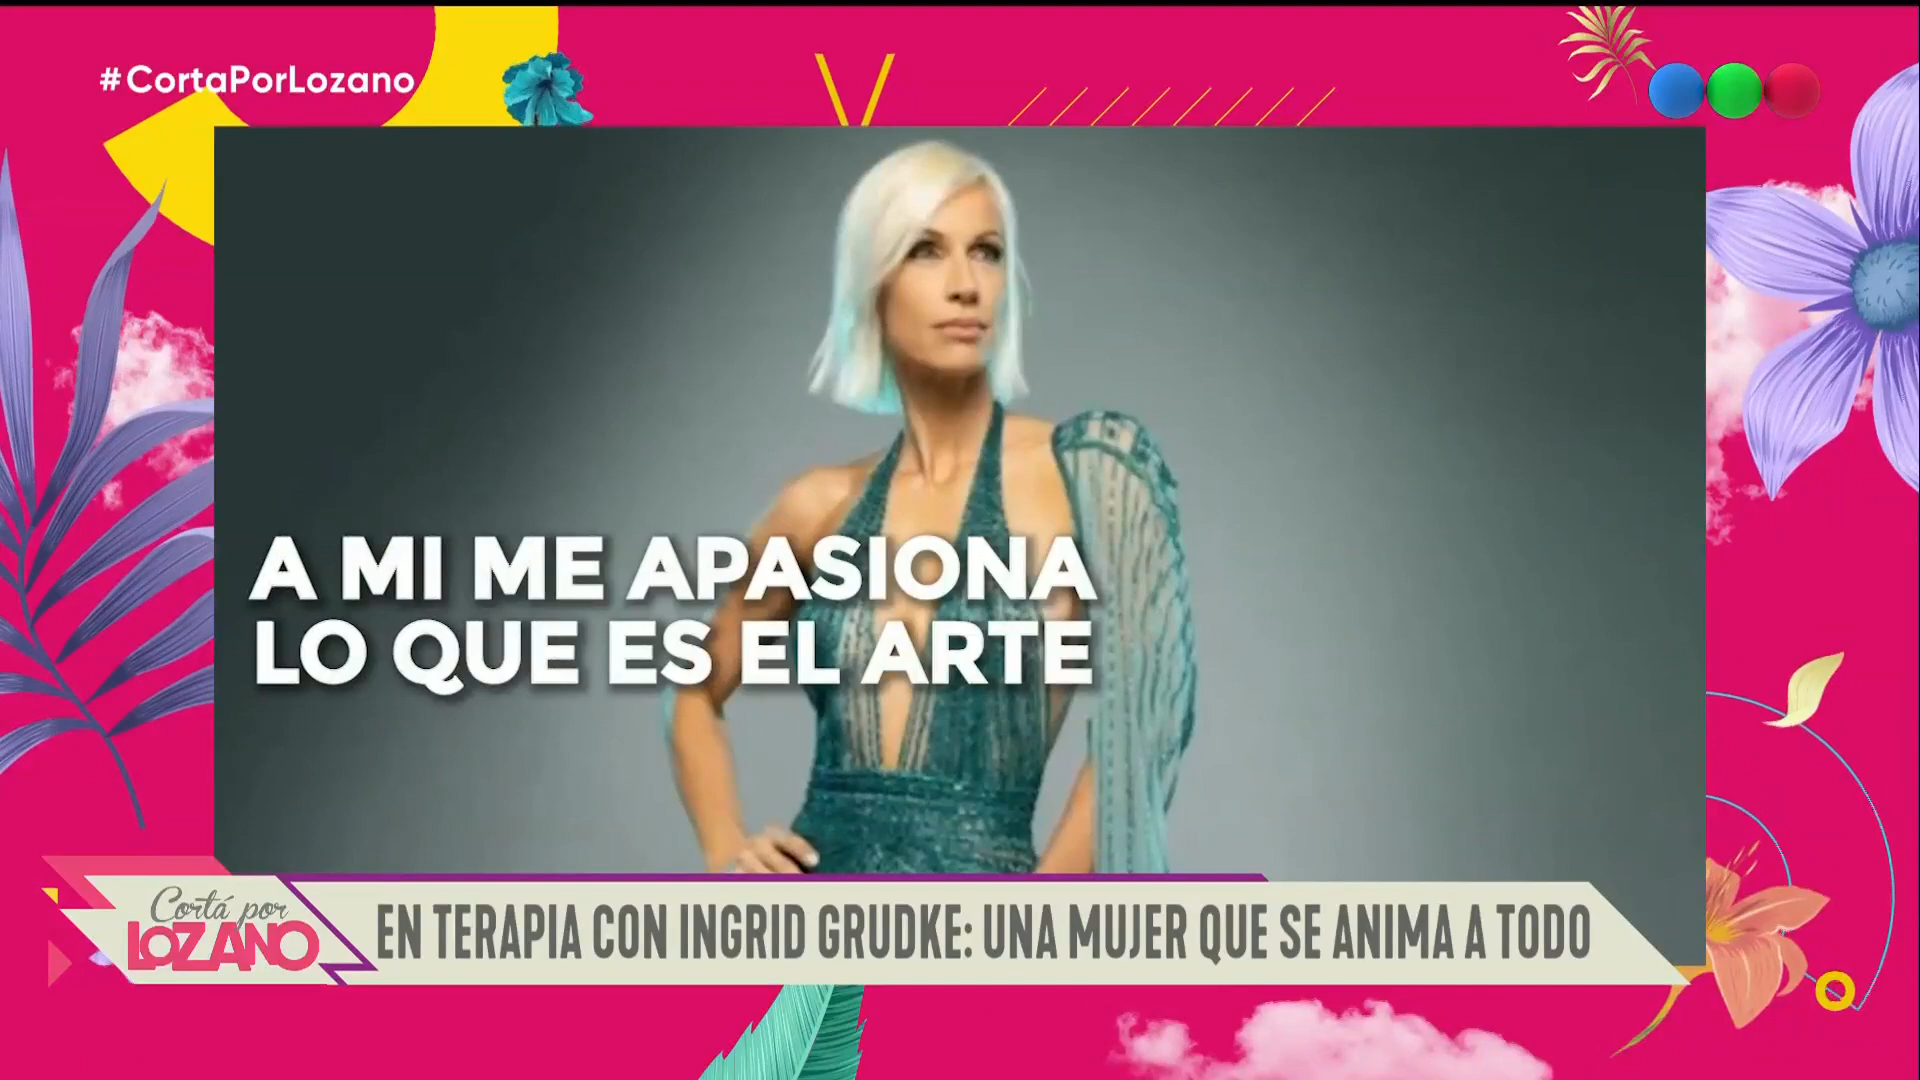 #CortaPorLozano
A MI ME APASIONA
LO QUE ES EL ARTE
Cortá por
LOZANO
EN TERAPIA CON INGRID GRUDKE: UNA MUJER QUE SE ANIMA A TODO